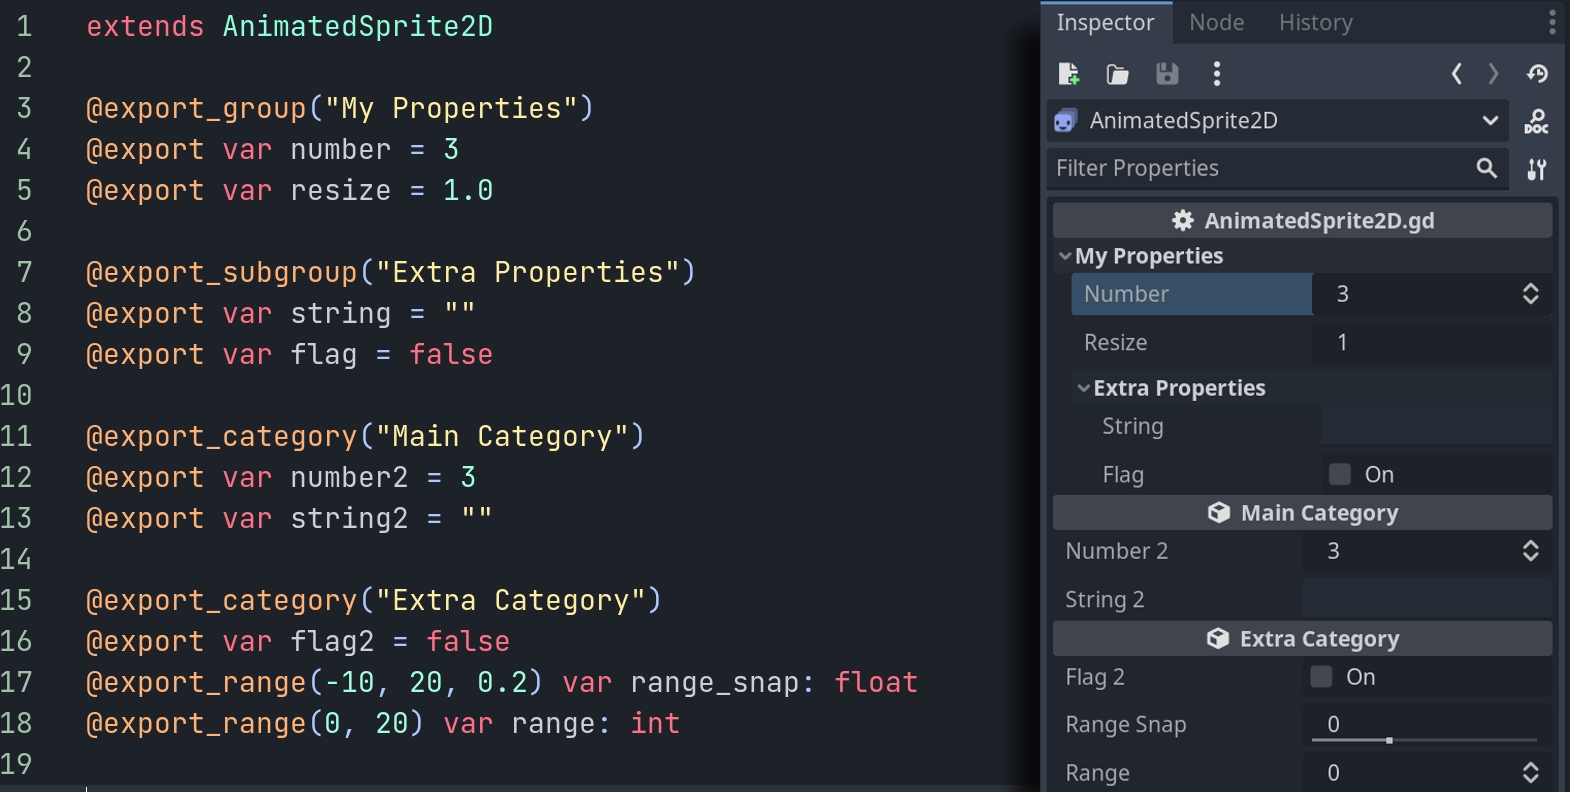 1 extends AnimatedSprite2D
2
3 @export_group("My Properties")
4 @export var number = 3
5 @export var resize = 1.0
6
7 @export_subgroup("Extra Properties")
8 @export var string = ""
9 @export var flag = false
10
11 @export_category("Main Category")
12 @export var number2 = 3
13 @export var string2 = ""
14
15 @export_category("Extra Category")
16 @export var flag2 = false
17 @export_range(-10, 20, 0.2) var range_snap: float
18 @export_range(0, 20) var range: int
19
Inspector Node History
AnimatedSprite2D
DOC
Filter Properties
AnimatedSprite2D.gd
My Properties
Number 3
Resize 1
Extra Properties
String
Flag On
Main Category
Number 2 3
String 2
Extra Category
Flag 2 On
Range Snap 0
Range 0